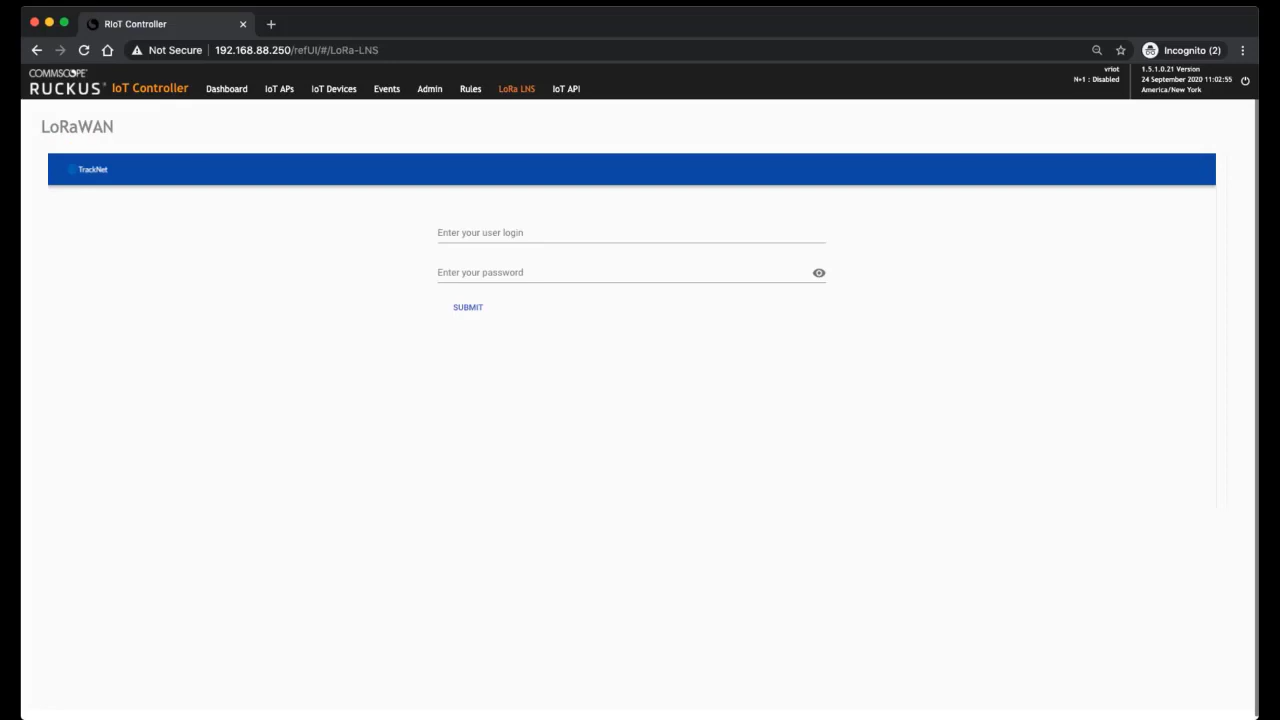 RIoT Controller
Not Secure 192.168.88.250/refUI/#/LoRa-LNS
Incognito (2)
COMMSCOPE®
RUCKUS® IoT Controller
Dashboard IoT APs IoT Devices Events Admin Rules LoRa LNS IoT API
vriot
N+1 : Disabled
1.5.1.0.21 Version
24 September 2020 11:02:55
America/New York
LoRaWAN
TrackNet
Enter your user login
Enter your password
SUBMIT